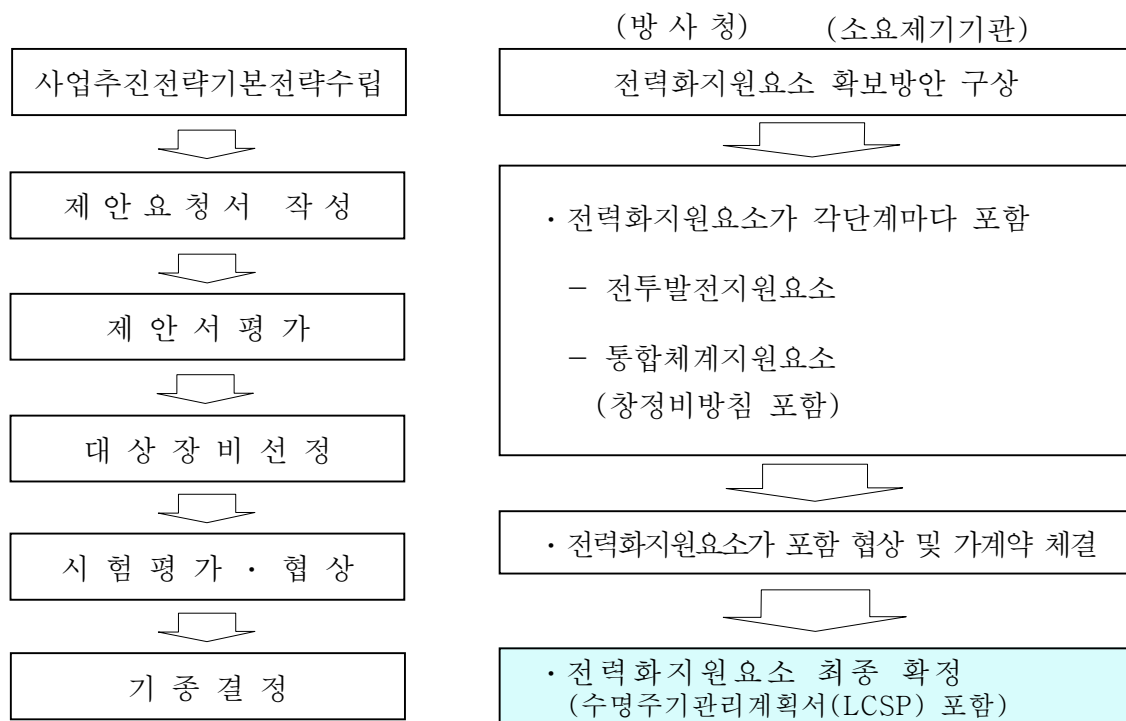 (방 사 청) (소요제기기관)
사업추진전략기본전략수립
전력화지원요소 확보방안 구상
제 안 요 청 서 작 성
· 전력화지원요소가 각단계마다 포함
- 전투발전지원요소
제 안 서 평 가
- 통합체계지원요소
(창정비방침 포함)
대 상 장 비 선 정
시 험 평 가 · 협 상
· 전력화지원요소가 포함 협상 및 가계약 체결
기 종 결 정
· 전력화지원요소 최종 확정
(수명주기관리계획서(LCSP) 포함)